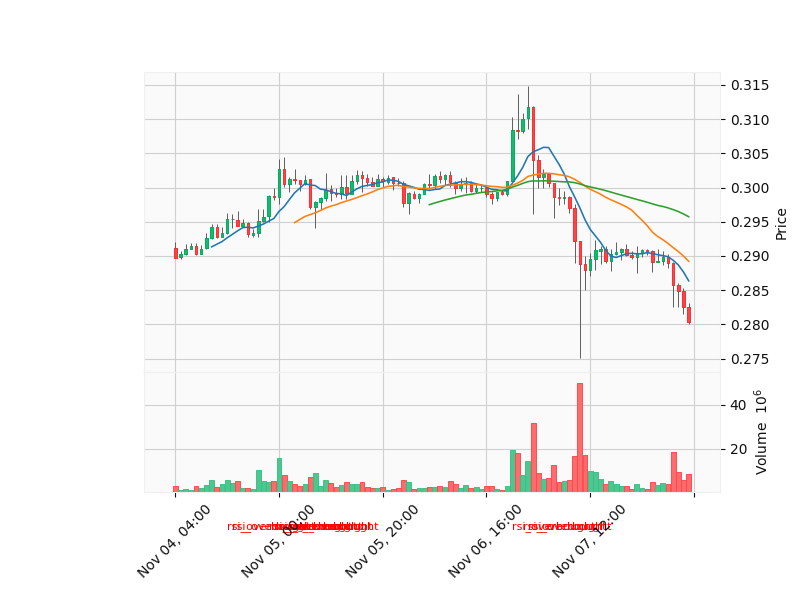 0.315
0.310
0.305
0.300
0.295
0.290
0.285
0.280
0.275
Price
40
20
Volume 10⁶
Nov 04, 04:00
Nov 05, 00:00
Nov 05, 20:00
Nov 06, 16:00
Nov 07, 12:00